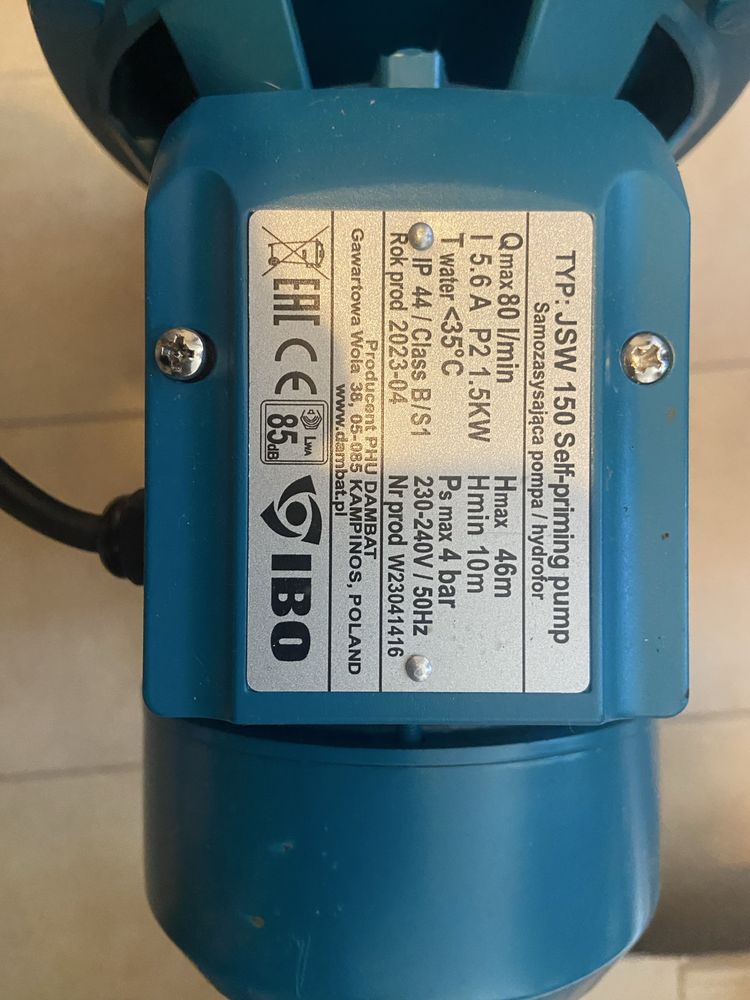 TYP: JSW 150 Self-priming pump
Samozasysająca pompa / hydrofor
Qmax 80 l/min Hmax 46m
I 5.6 A P2 1.5KW Hmin 10m
T water <35°C Ps max 4 bar
IP 44 / Class B/S1 230-240V / 50Hz
Rok prod 2023-04 Nr prod W23041416
Producent PHU DAMBAT
Gawartowa Wola 38, 05-085 KAMPINOS, POLAND
www.dambat.pl
EAC CE LWA 85dB IBO